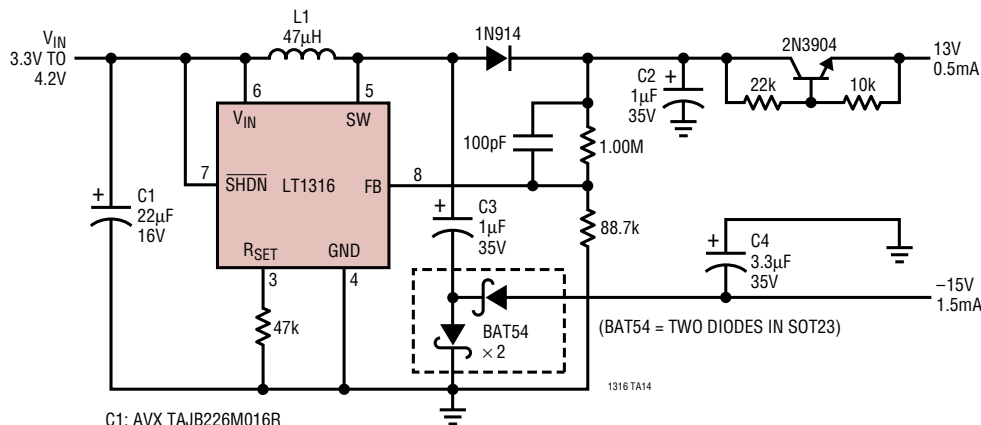 L1
47µH
1N914
2N3904
VIN
3.3V TO
4.2V
13V
0.5mA
6
5
VIN
SW
C2
1µF
35V
+
22k
10k
100pF
1.00M
7
SHDN
LT1316
FB
8
+
C1
22µF
16V
+
C3
1µF
35V
88.7k
+
C4
3.3µF
35V
RSET
GND
3
4
–15V
1.5mA
47k
BAT54
× 2
(BAT54 = TWO DIODES IN SOT23)
1316 TA14
C1: AVX TAJB226M016R